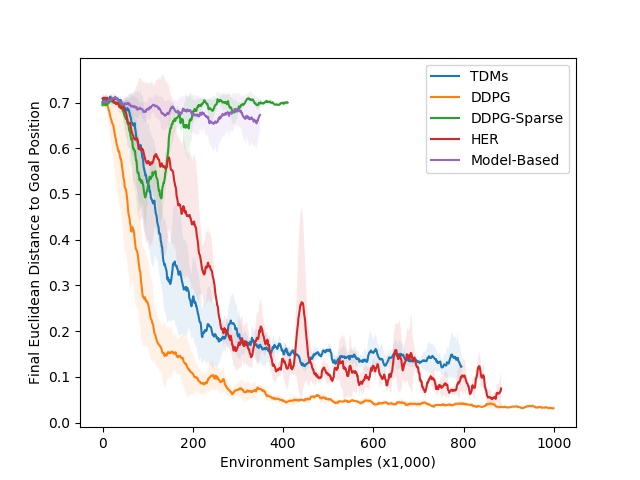 TDMs
DDPG
DDPG-Sparse
HER
Model-Based
Final Euclidean Distance to Goal Position
0.7
0.6
0.5
0.4
0.3
0.2
0.1
0.0
0 200 400 600 800 1000
Environment Samples (x1,000)